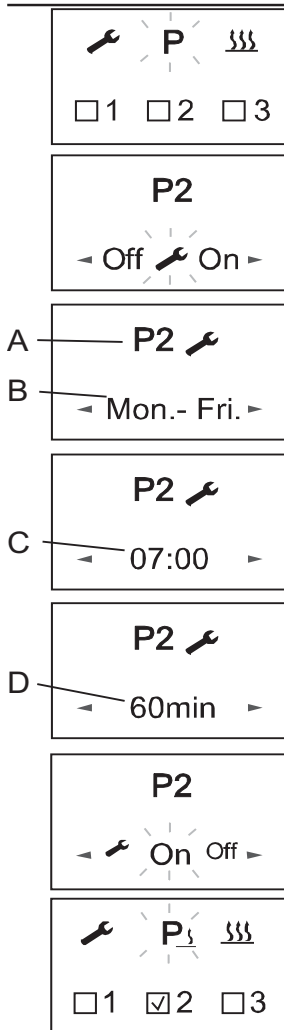 P
☐1 ☐2 ☐3
P2
Off On
A
P2
B
Mon.- Fri.
P2
C
07:00
P2
D
60min
P2
On Off
P
☐1 ☑2 ☐3